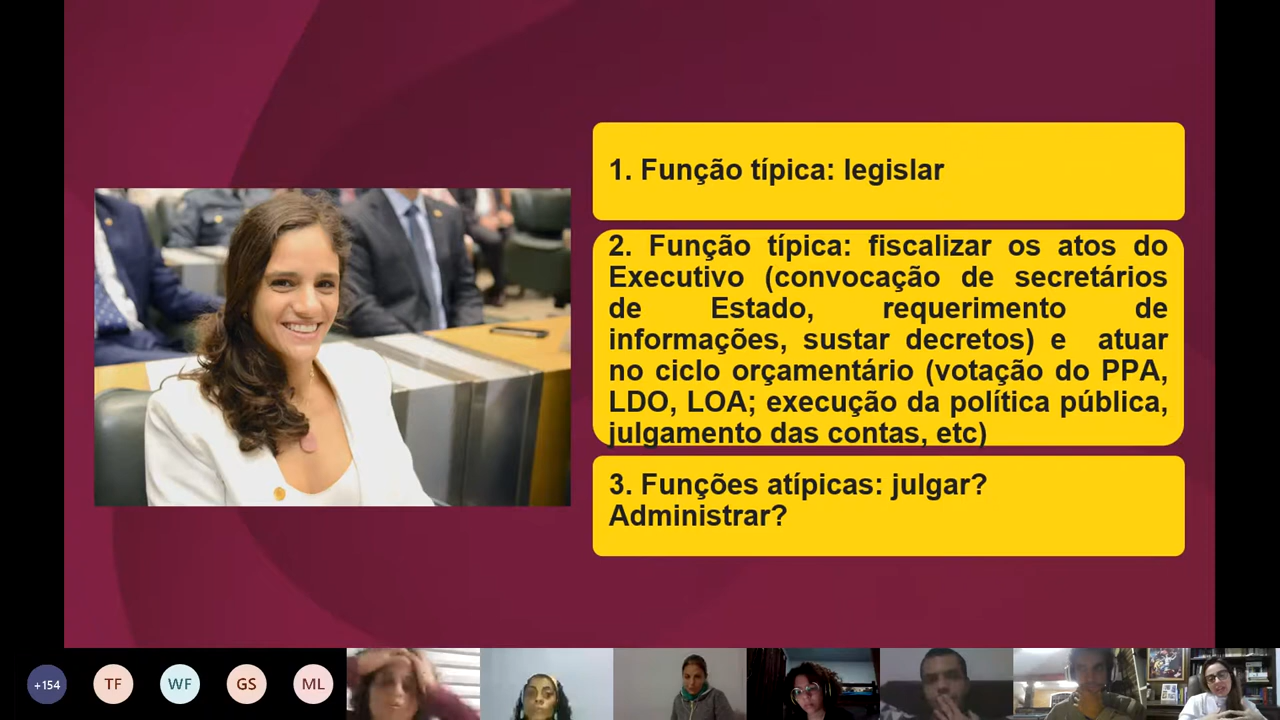 1. Função típica: legislar
2. Função típica: fiscalizar os atos do
Executivo (convocação de secretários
de Estado, requerimento de
informações, sustar decretos) e atuar
no ciclo orçamentário (votação do PPA,
LDO, LOA; execução da política pública,
julgamento das contas, etc)
3. Funções atípicas: julgar?
Administrar?
+154
TF
WF
GS
ML